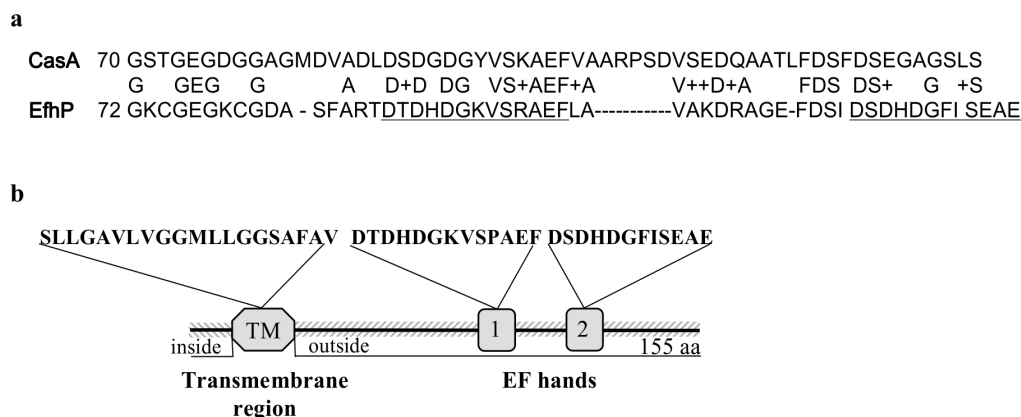 a
CasA 70 GSTGEGDGGAGMDVADLDSDGDGYVSKAEFVAARPSDVSEDQAATLFDSFDSEGAGSLS
G GEG G A D+D DG VS+AEF+A V++D+A FDS DS+ G +S
EfhP 72 GKCGEGKCGDA - SFARTDTDHDGKVSRAEFLA-----------VAKDRAGE-FDSI DSDHDGFI SEAE
b
SLLGAVLVGGMLLGGSAFAV DTDHDGKVSPAEF DSDHDGFISEAE
TM 1 2
inside outside 155 aa
Transmembrane EF hands
region